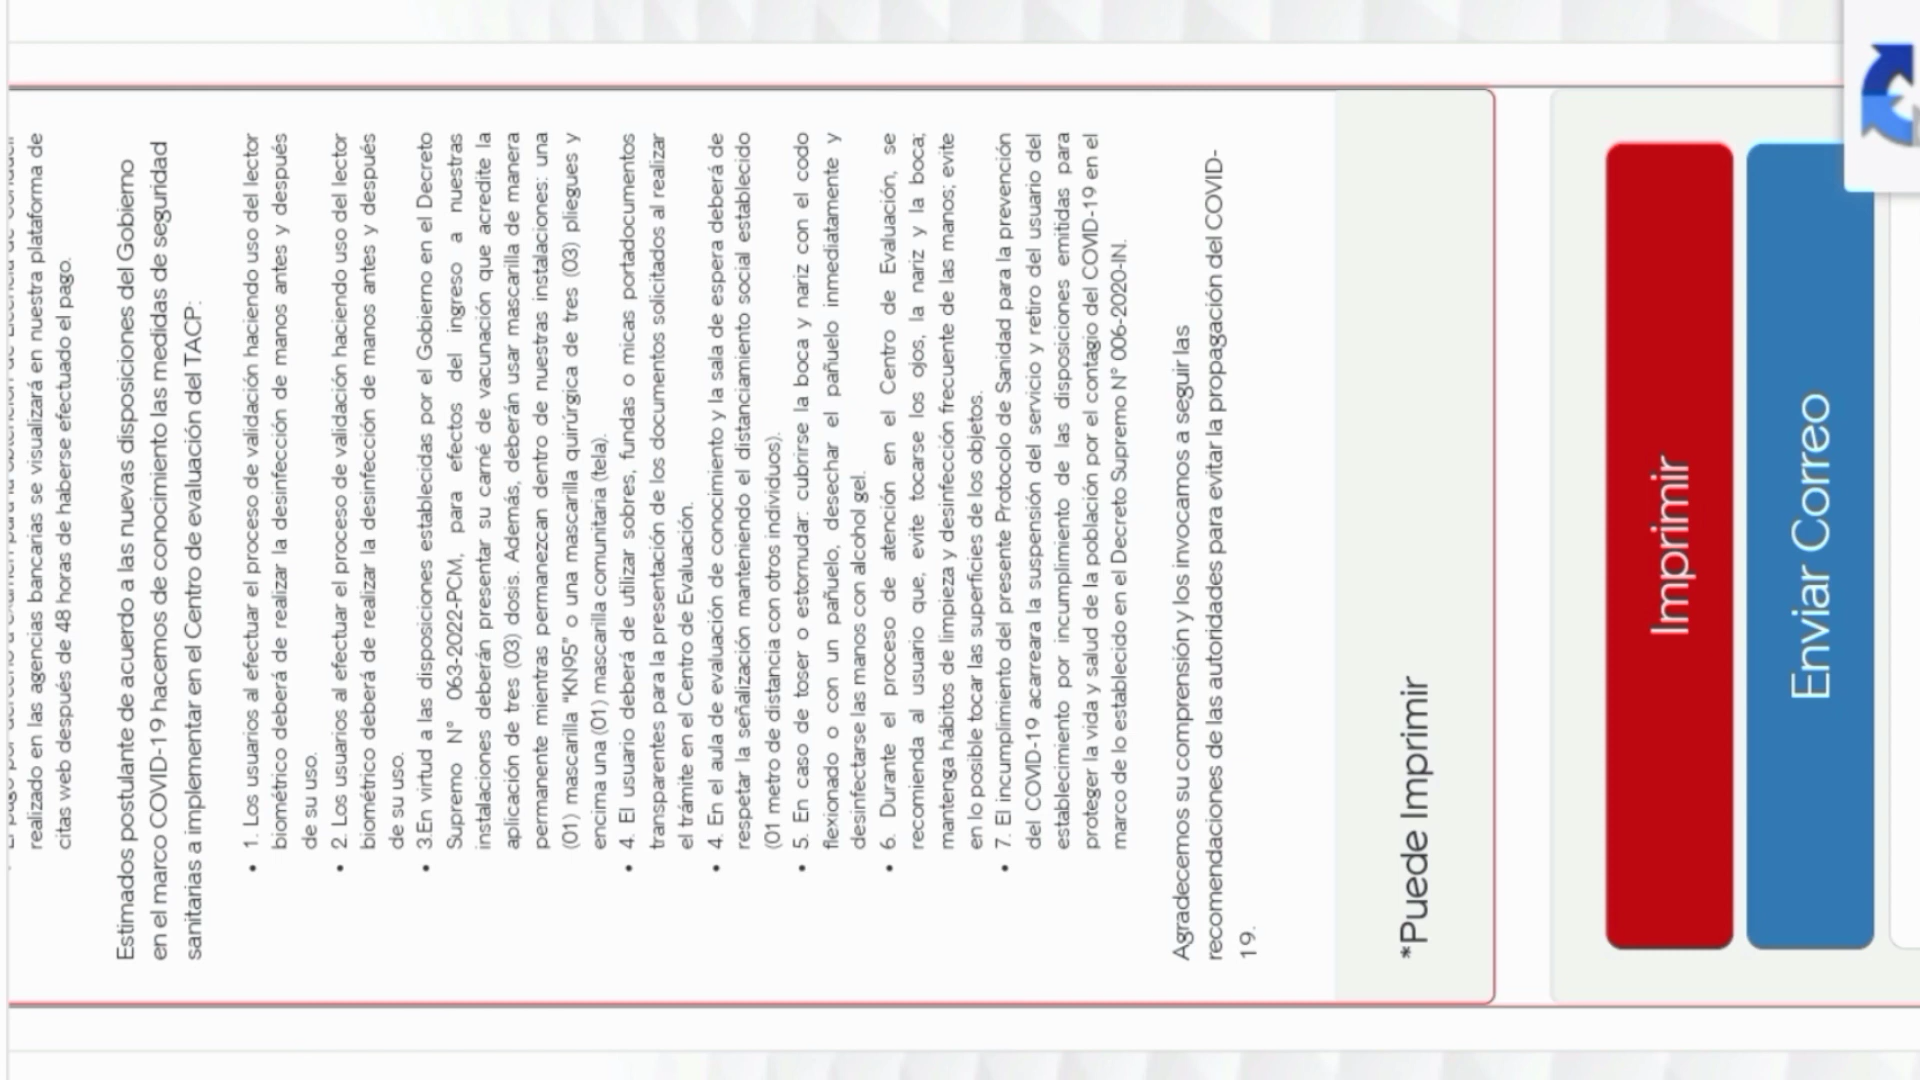 realizado en las agencias bancarias se visualizará en nuestra plataforma de
citas web después de 48 horas de haberse efectuado el pago.
Estimados postulante de acuerdo a las nuevas disposiciones del Gobierno
en el marco COVID-19 hacemos de conocimiento las medidas de seguridad
sanitarias a implementar en el Centro de evaluación del TACP:
• 1. Los usuarios al efectuar el proceso de validación haciendo uso del lector
biométrico deberá de realizar la desinfección de manos antes y después
de su uso.
• 2. Los usuarios al efectuar el proceso de validación haciendo uso del lector
biométrico deberá de realizar la desinfección de manos antes y después
de su uso.
• 3.En virtud a las disposiciones establecidas por el Gobierno en el Decreto
Supremo N° 063-2022-PCM, para efectos del ingreso a nuestras
instalaciones deberán presentar su carné de vacunación que acredite la
aplicación de tres (03) dosis. Además, deberán usar mascarilla de manera
permanente mientras permanezcan dentro de nuestras instalaciones: una
(01) mascarilla "KN95" o una mascarilla quirúrgica de tres (03) pliegues y
encima una (01) mascarilla comunitaria (tela).
• 4. El usuario deberá de utilizar sobres, fundas o micas portadocumentos
transparentes para la presentación de los documentos solicitados al realizar
el trámite en el Centro de Evaluación.
• 4. En el aula de evaluación de conocimiento y la sala de espera deberá de
respetar la señalización manteniendo el distanciamiento social establecido
(01 metro de distancia con otros individuos).
• 5. En caso de toser o estornudar: cubrirse la boca y nariz con el codo
flexionado o con un pañuelo, desechar el pañuelo inmediatamente y
desinfectarse las manos con alcohol gel.
• 6. Durante el proceso de atención en el Centro de Evaluación, se
recomienda al usuario que, evite tocarse los ojos, la nariz y la boca;
mantenga hábitos de limpieza y desinfección frecuente de las manos; evite
en lo posible tocar las superficies de los objetos.
• 7. El incumplimiento del presente Protocolo de Sanidad para la prevención
del COVID-19 acarreara la suspensión del servicio y retiro del usuario del
establecimiento por incumplimiento de las disposiciones emitidas para
proteger la vida y salud de la población por el contagio del COVID-19 en el
marco de lo establecido en el Decreto Supremo N° 006-2020-IN.
Agradecemos su comprensión y los invocamos a seguir las
recomendaciones de las autoridades para evitar la propagación del COVID-
19.
*Puede Imprimir
Imprimir
Enviar Correo